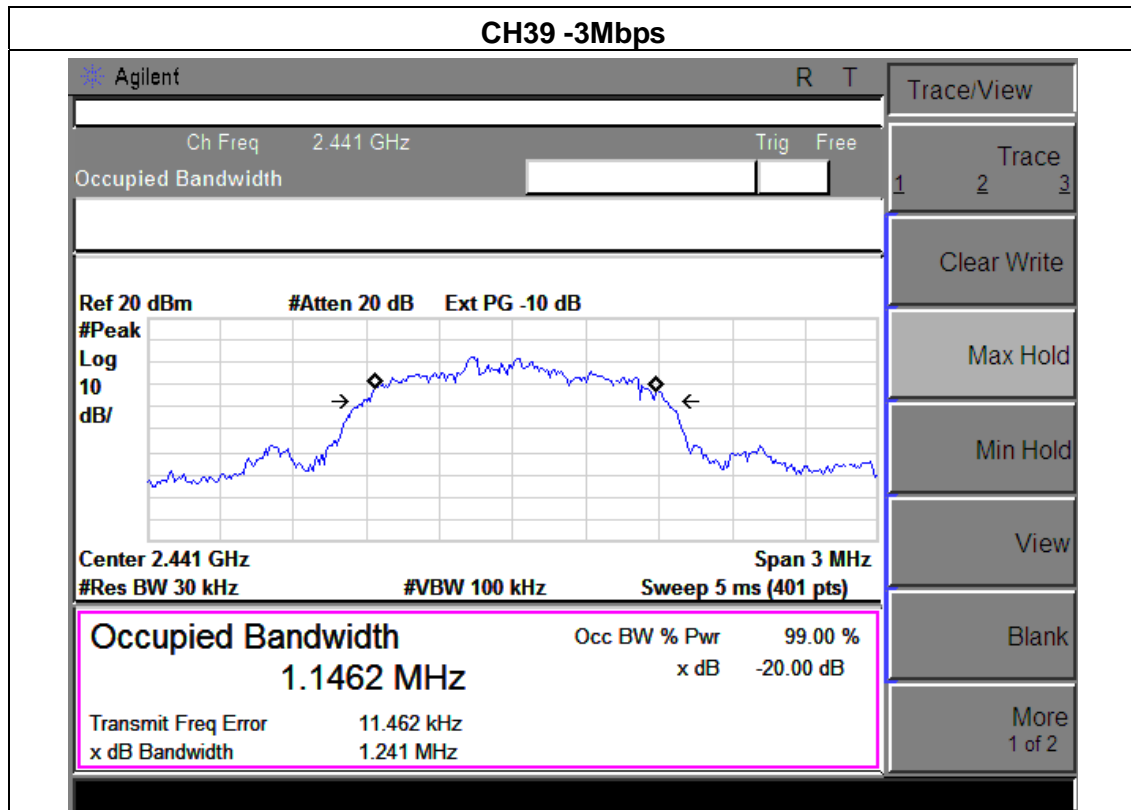 CH39 -3Mbps
Agilent R T
Ch Freq 2.441 GHz Trig Free
Occupied Bandwidth
Ref 20 dBm #Atten 20 dB Ext PG -10 dB
#Peak
Log
10
dB/
Center 2.441 GHz Span 3 MHz
#Res BW 30 kHz #VBW 100 kHz Sweep 5 ms (401 pts)
Occupied Bandwidth Occ BW % Pwr 99.00 %
1.1462 MHz x dB -20.00 dB
Transmit Freq Error 11.462 kHz
x dB Bandwidth 1.241 MHz
Trace/View
Trace
1 2 3
Clear Write
Max Hold
Min Hold
View
Blank
More
1 of 2